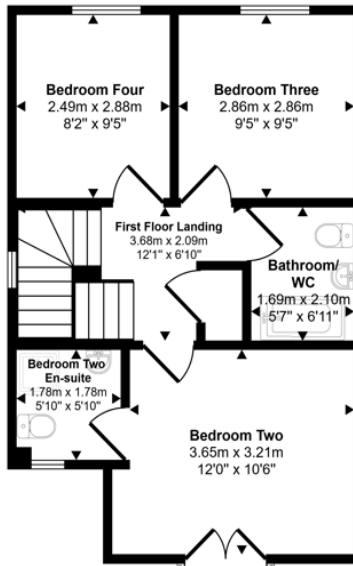 Bedroom Four
2.49m x 2.88m
8'2" x 9'5"
Bedroom Three
2.86m x 2.86m
9'5" x 9'5"
First Floor Landing
3.68m x 2.09m
12'1" x 6'10"
Bathroom/
WC
1.69m x 2.10m
5'7" x 6'11"
Bedroom Two
En-suite
1.78m x 1.78m
5'10" x 5'10"
Bedroom Two
3.65m x 3.21m
12'0" x 10'6"